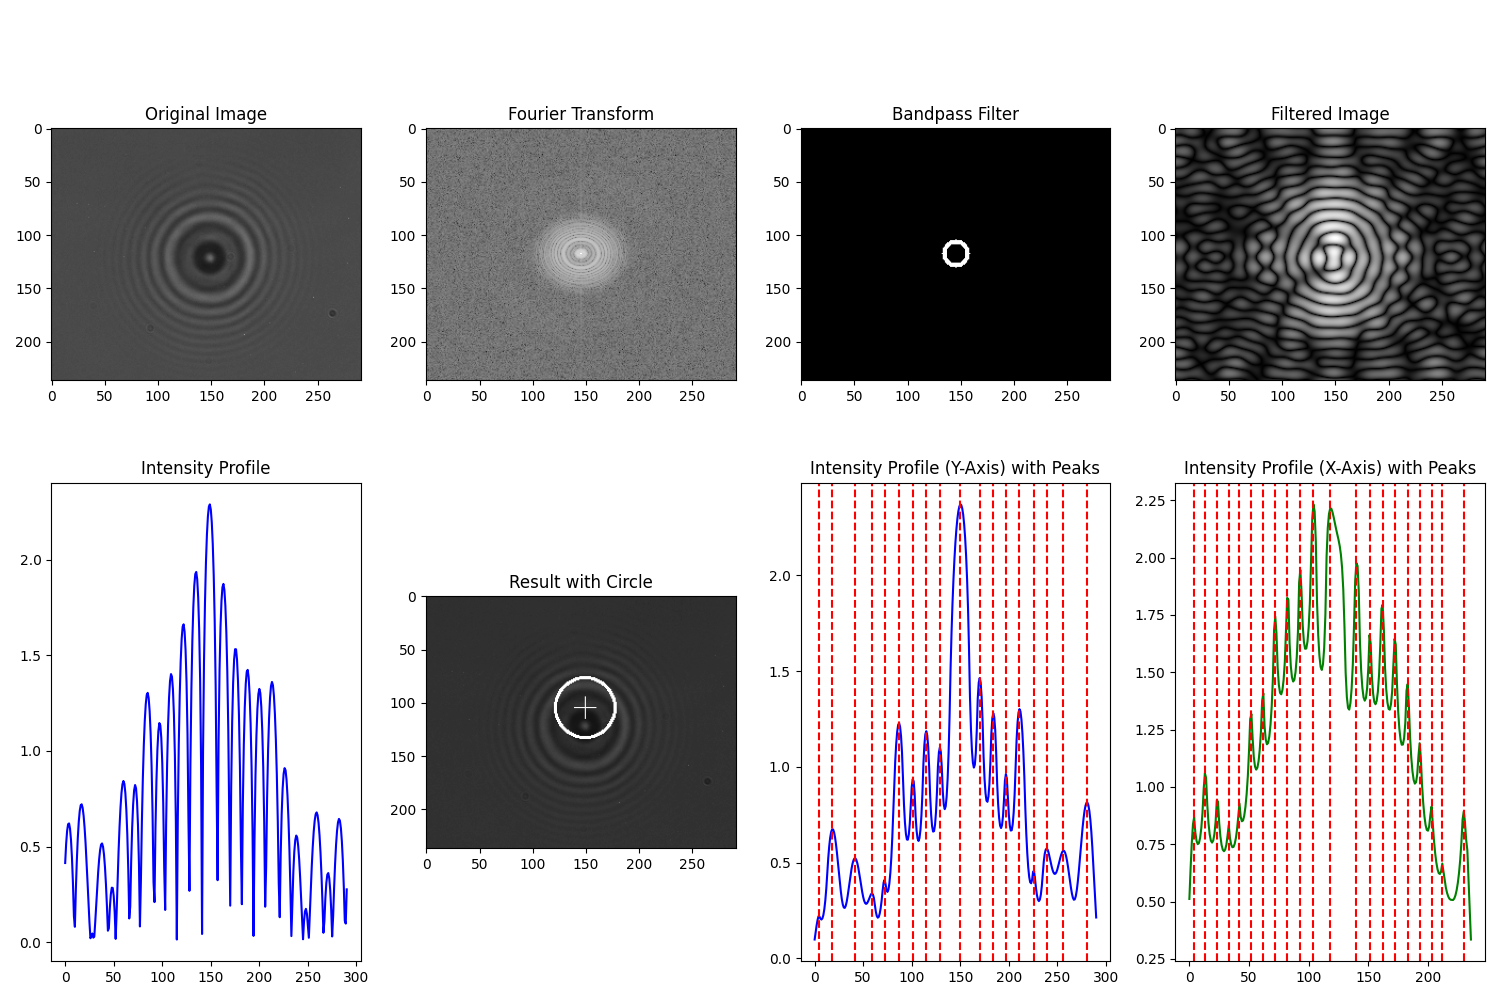 Original Image
Fourier Transform
Bandpass Filter
Filtered Image
0
50
100
150
200
0 50 100 150 200 250
0
50
100
150
200
0 50 100 150 200 250
0
50
100
150
200
0 50 100 150 200 250
0
50
100
150
200
0 50 100 150 200 250
Intensity Profile
2.0
1.5
1.0
0.5
0.0
0 50 100 150 200 250 300
Result with Circle
0
50
100
150
200
0 50 100 150 200 250
Intensity Profile (Y-Axis) with Peaks
2.0
1.5
1.0
0.5
0.0
0 50 100 150 200 250 300
Intensity Profile (X-Axis) with Peaks
2.25
2.00
1.75
1.50
1.25
1.00
0.75
0.50
0.25
0 50 100 150 200